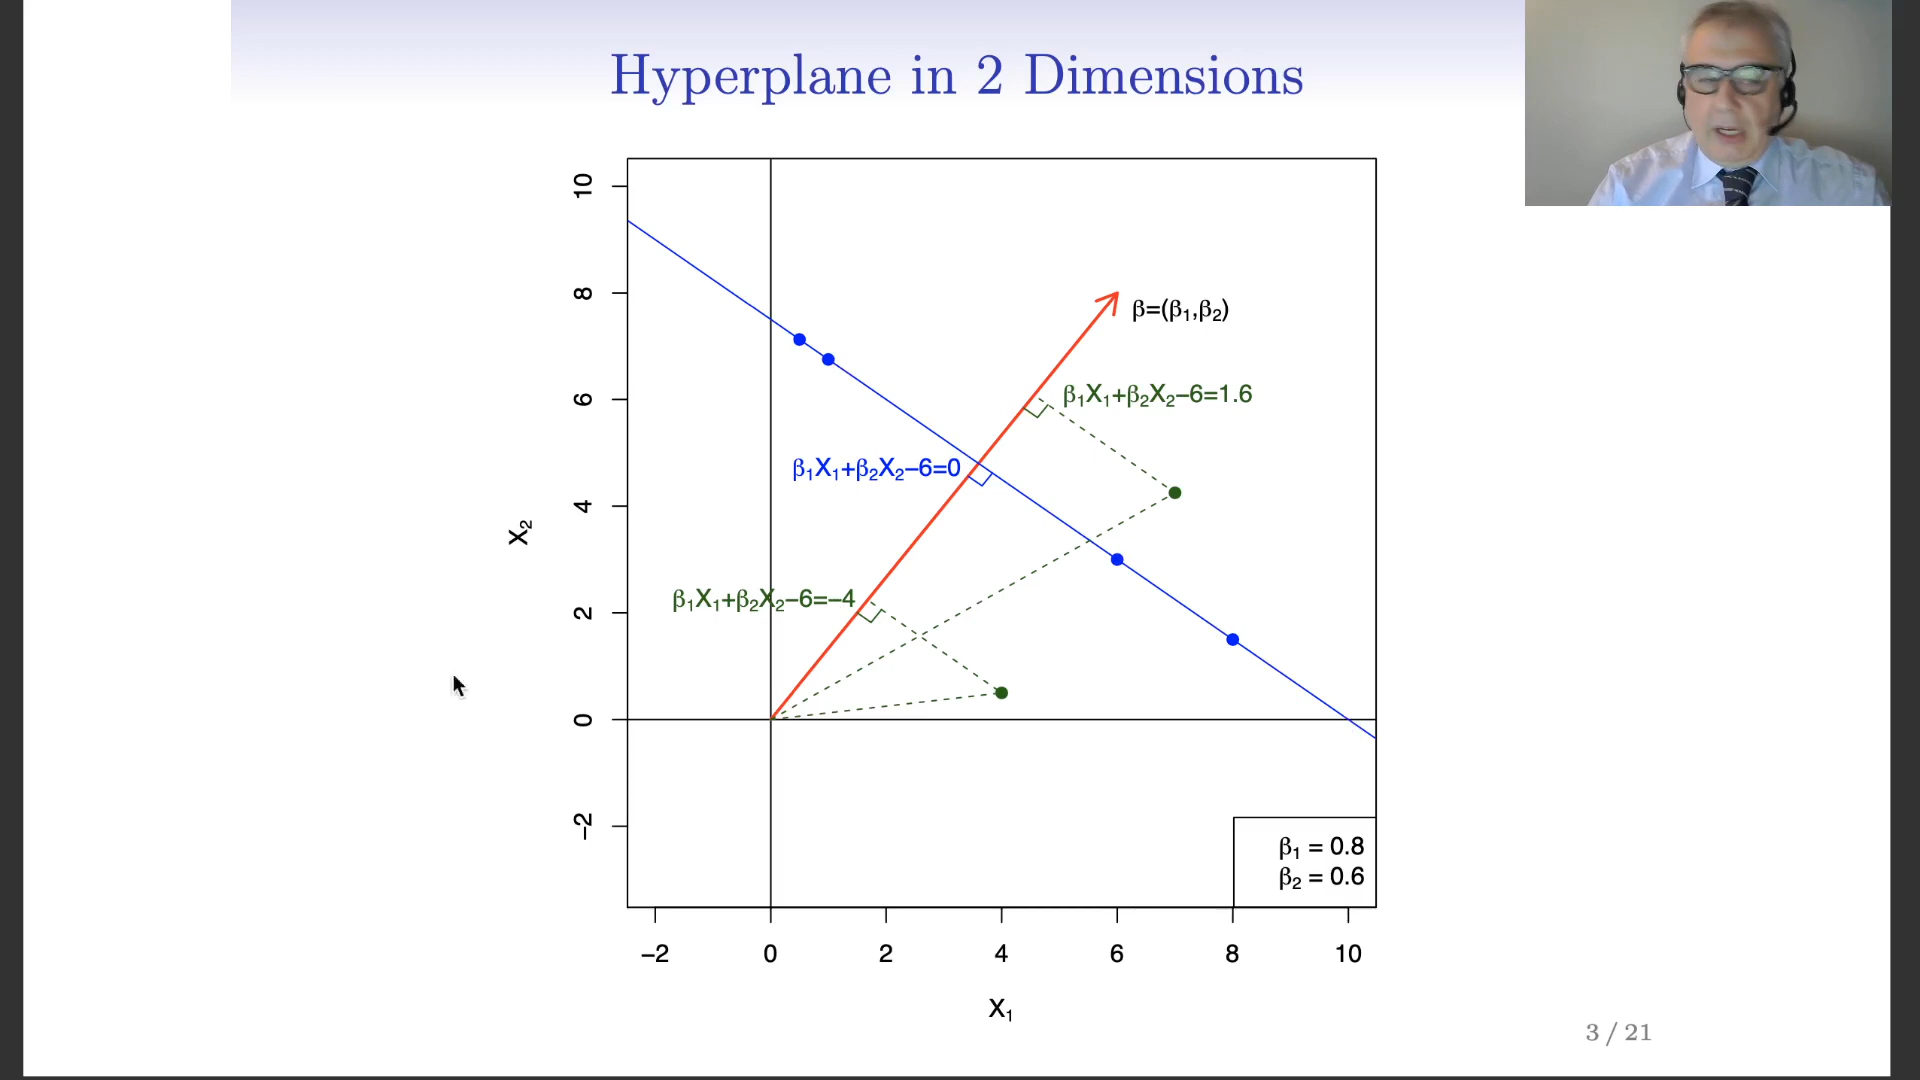 Hyperplane in 2 Dimensions
10
8
6
4
2
0
−2
X₂
β=(β₁,β₂)
β₁X₁+β₂X₂−6=1.6
β₁X₁+β₂X₂−6=0
β₁X₁+β₂X₂−6=−4
β₁ = 0.8
β₂ = 0.6
−2 0 2 4 6 8 10
X₁
3 / 21